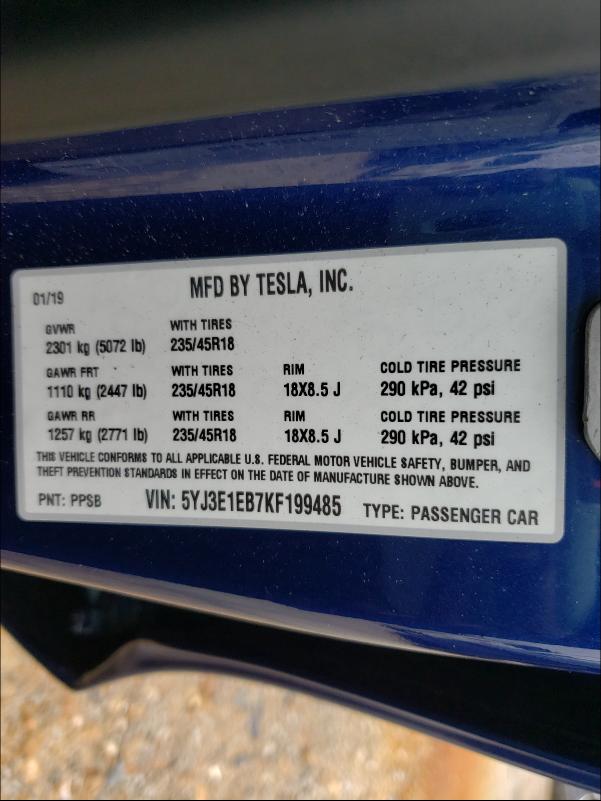 01/19 MFD BY TESLA, INC.
GVWR WITH TIRES
2301 kg (5072 lb) 235/45R18
GAWR FRT WITH TIRES RIM COLD TIRE PRESSURE
1110 kg (2447 lb) 235/45R18 18X8.5 J 290 kPa, 42 psi
GAWR RR WITH TIRES RIM COLD TIRE PRESSURE
1257 kg (2771 lb) 235/45R18 18X8.5 J 290 kPa, 42 psi
THIS VEHICLE CONFORMS TO ALL APPLICABLE U.S. FEDERAL MOTOR VEHICLE SAFETY, BUMPER, AND
THEFT PREVENTION STANDARDS IN EFFECT ON THE DATE OF MANUFACTURE SHOWN ABOVE.
PNT: PPSB VIN: 5YJ3E1EB7KF199485 TYPE: PASSENGER CAR